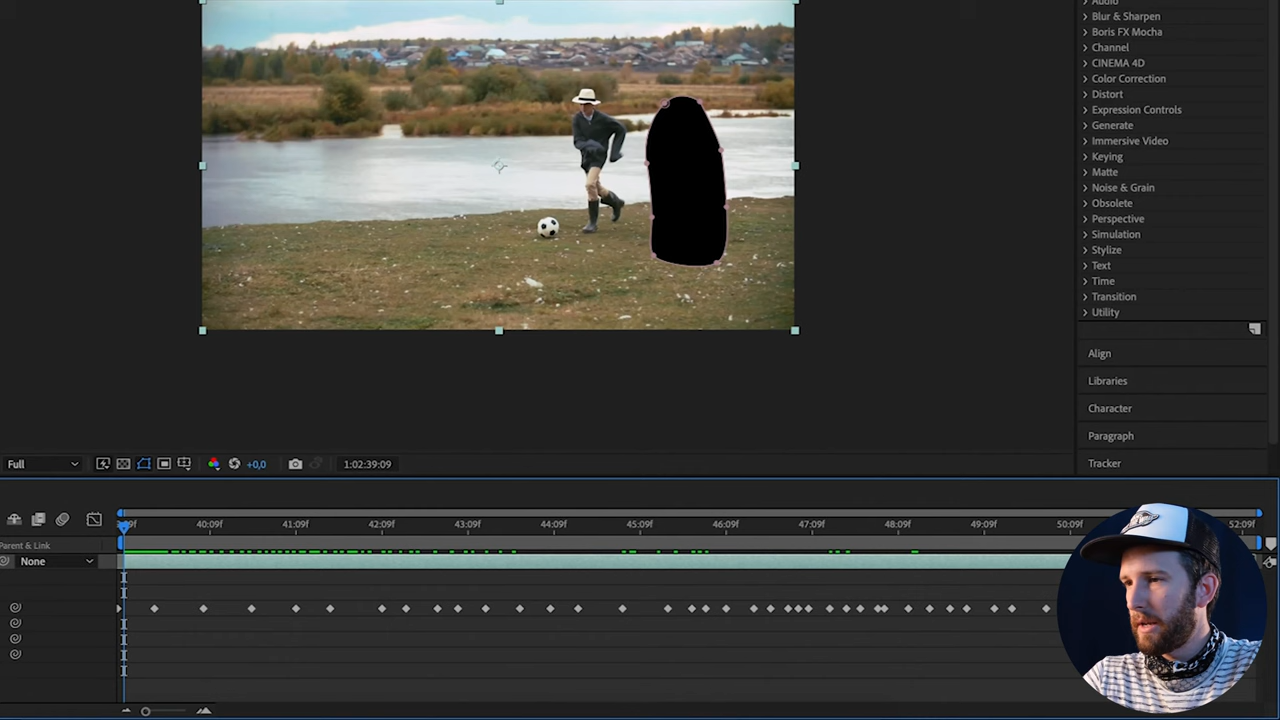 Audio
Blur & Sharpen
Boris FX Mocha
Channel
CINEMA 4D
Color Correction
Distort
Expression Controls
Generate
Immersive Video
Keying
Matte
Noise & Grain
Obsolete
Perspective
Simulation
Stylize
Text
Time
Transition
Utility
Align
Libraries
Character
Paragraph
Tracker
Full
+0,0
1:02:39:09
9f 40:09f 41:09f 42:09f 43:09f 44:09f 45:09f 46:09f 47:09f 48:09f 49:09f 50:09f 52:09f
Parent & Link
None